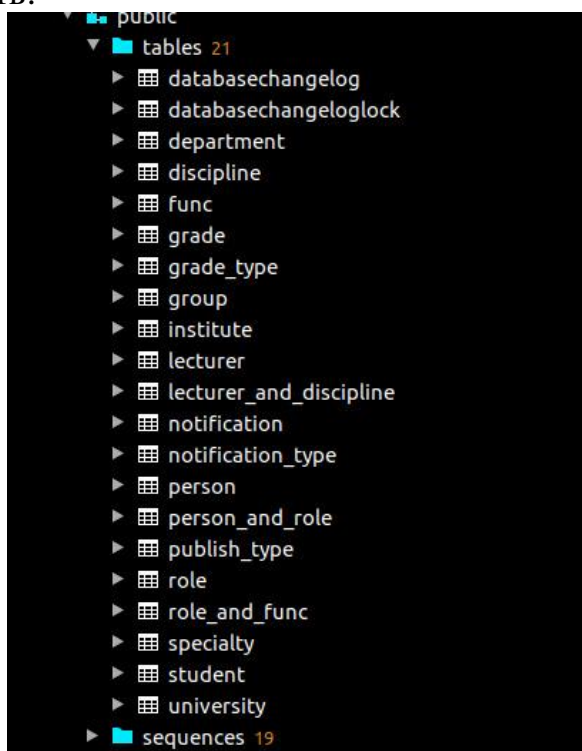 ть.
public
tables 21
databasechangelog
databasechangeloglock
department
discipline
func
grade
grade_type
group
institute
lecturer
lecturer_and_discipline
notification
notification_type
person
person_and_role
publish_type
role
role_and_func
specialty
student
university
sequences 19